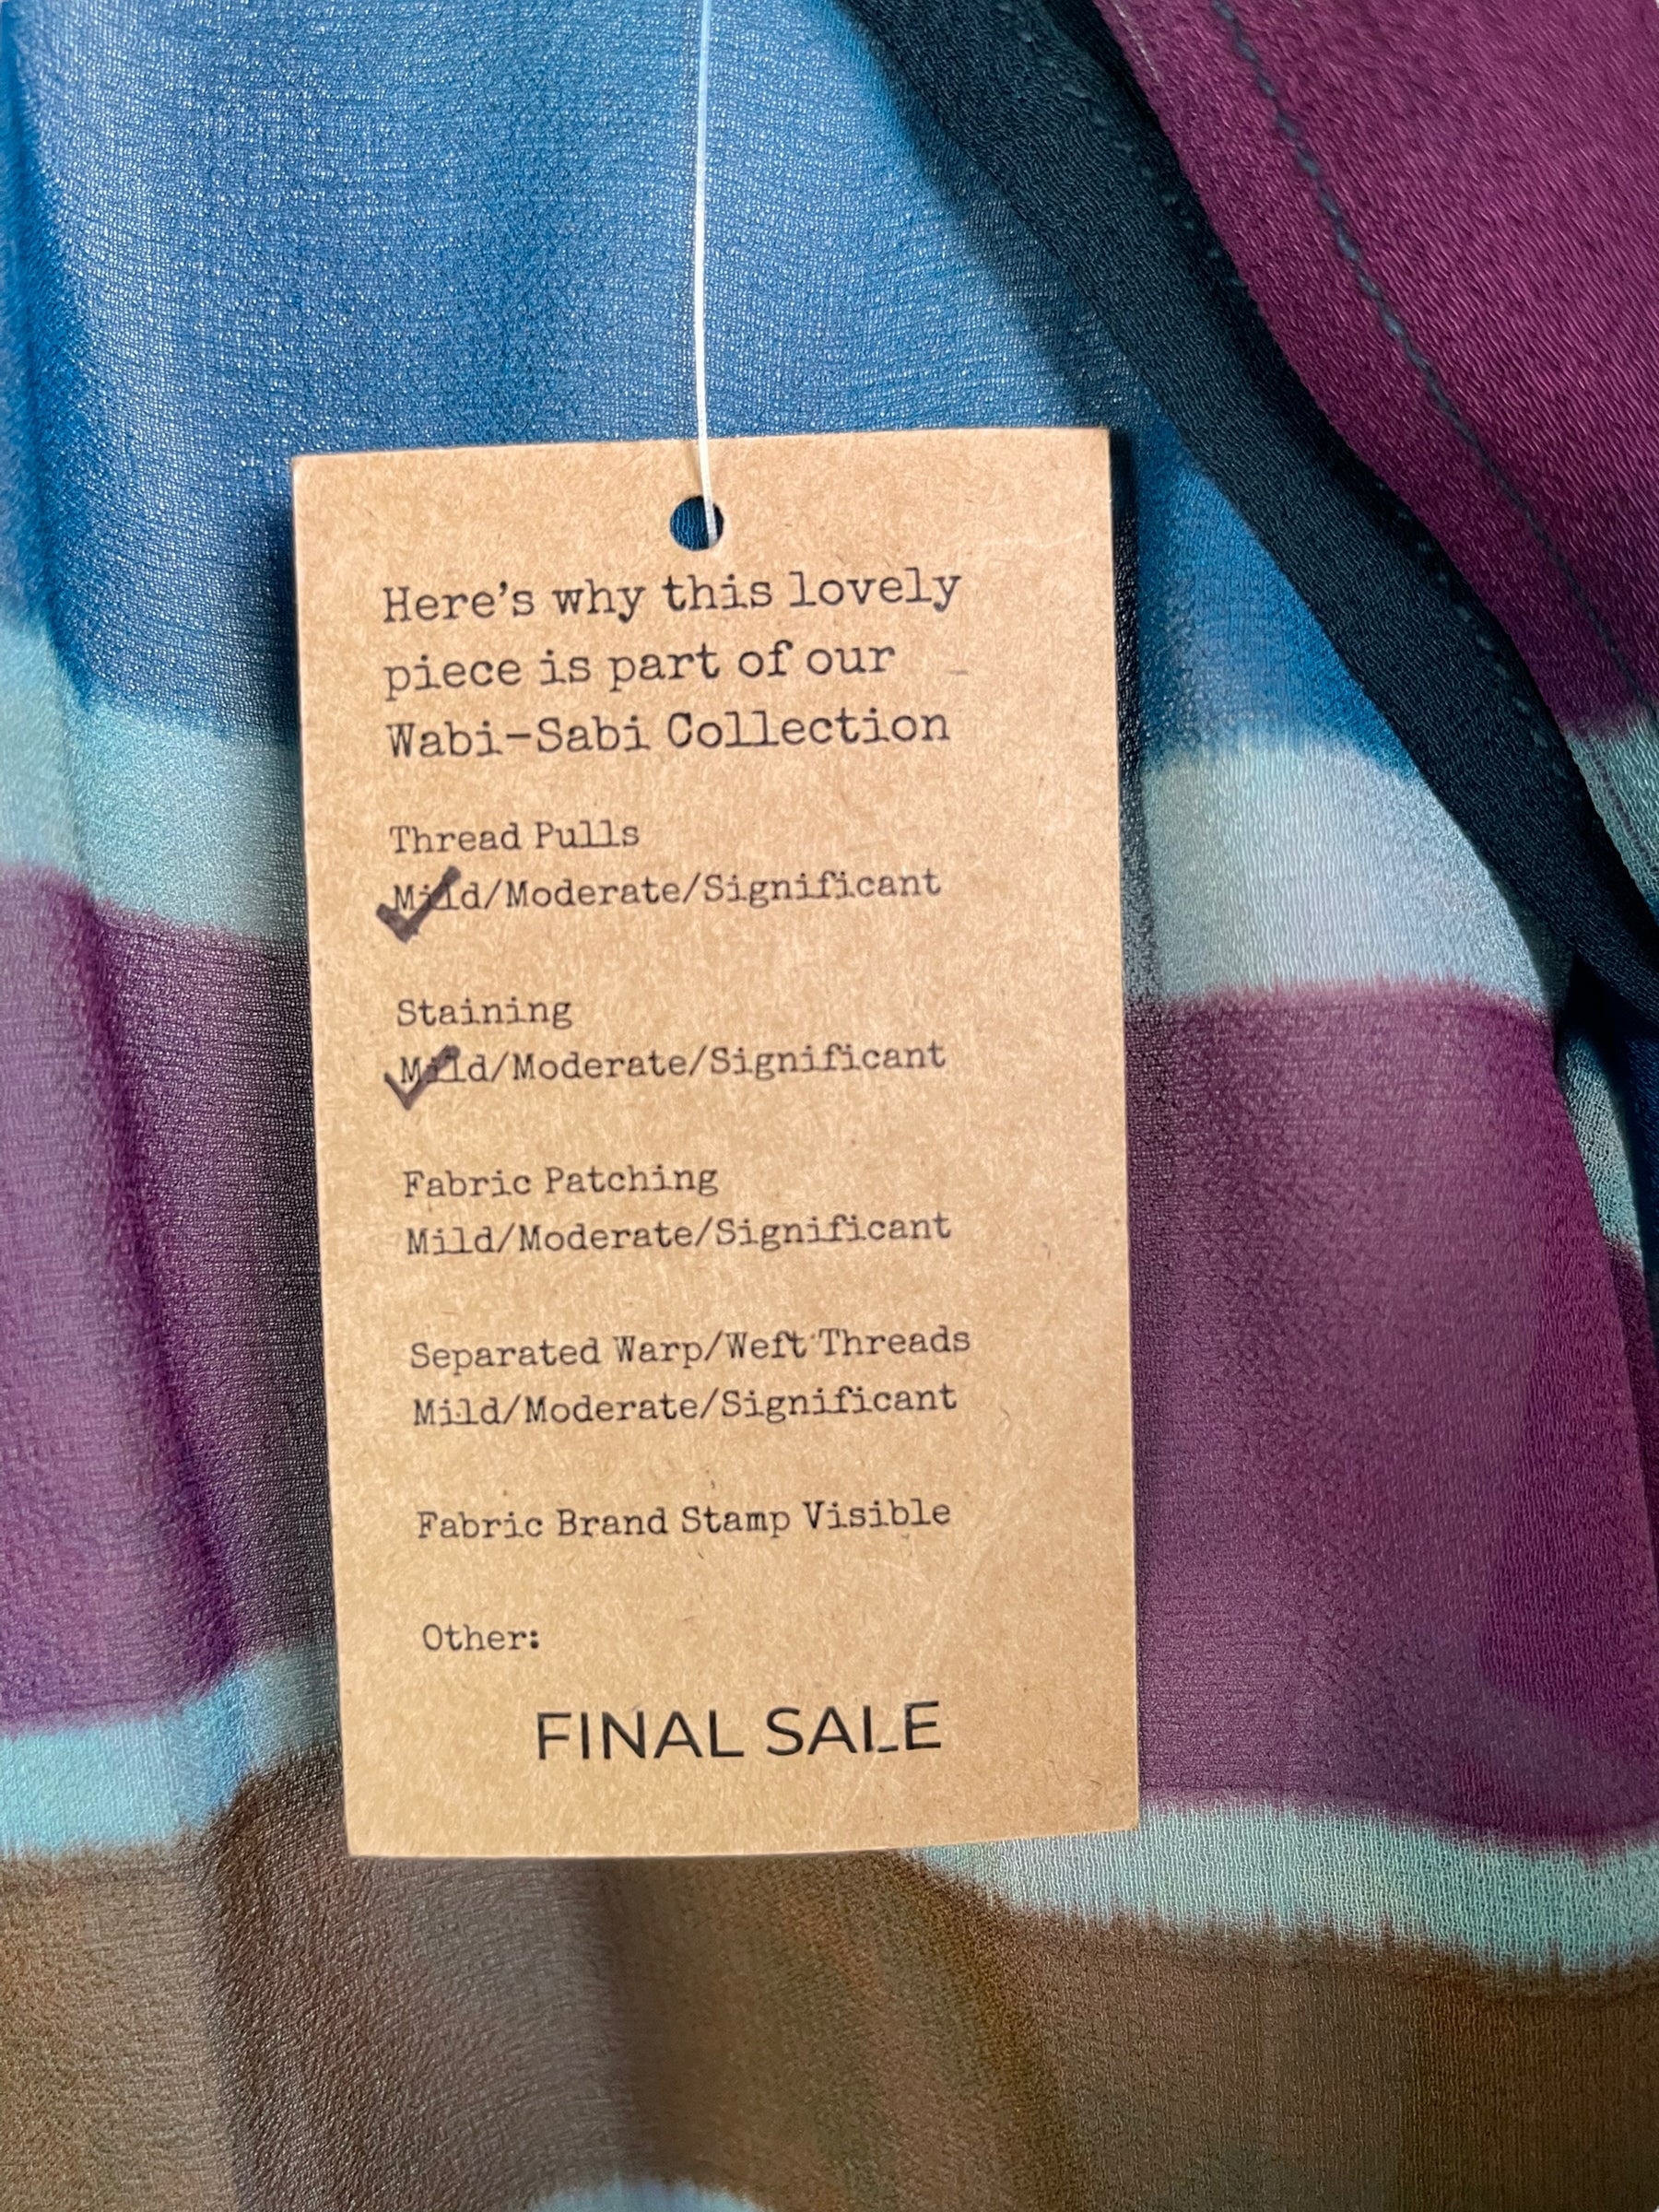 Here's why this lovely
piece is part of our
Wabi-Sabi Collection
Thread Pulls
Mild/Moderate/Significant
Staining
Mild/Moderate/Significant
Fabric Patching
Mild/Moderate/Significant
Separated Warp/Weft Threads
Mild/Moderate/Significant
Fabric Brand Stamp Visible
Other:
FINAL SALE